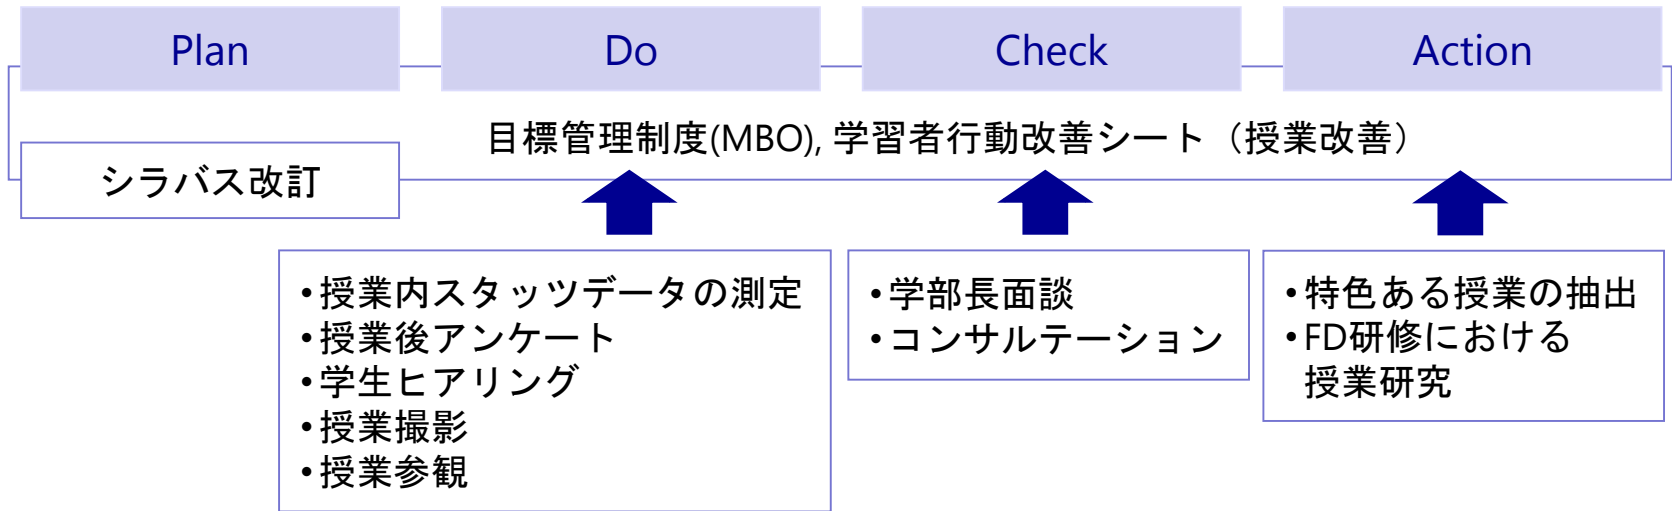 Plan
Do
Check
Action
目標管理制度(MBO), 学習者行動改善シート（授業改善）
シラバス改訂
•授業内スタッツデータの測定
•授業後アンケート
•学生ヒアリング
•授業撮影
•授業参観
•学部長面談
•コンサルテーション
•特色ある授業の抽出
•FD研修における
授業研究